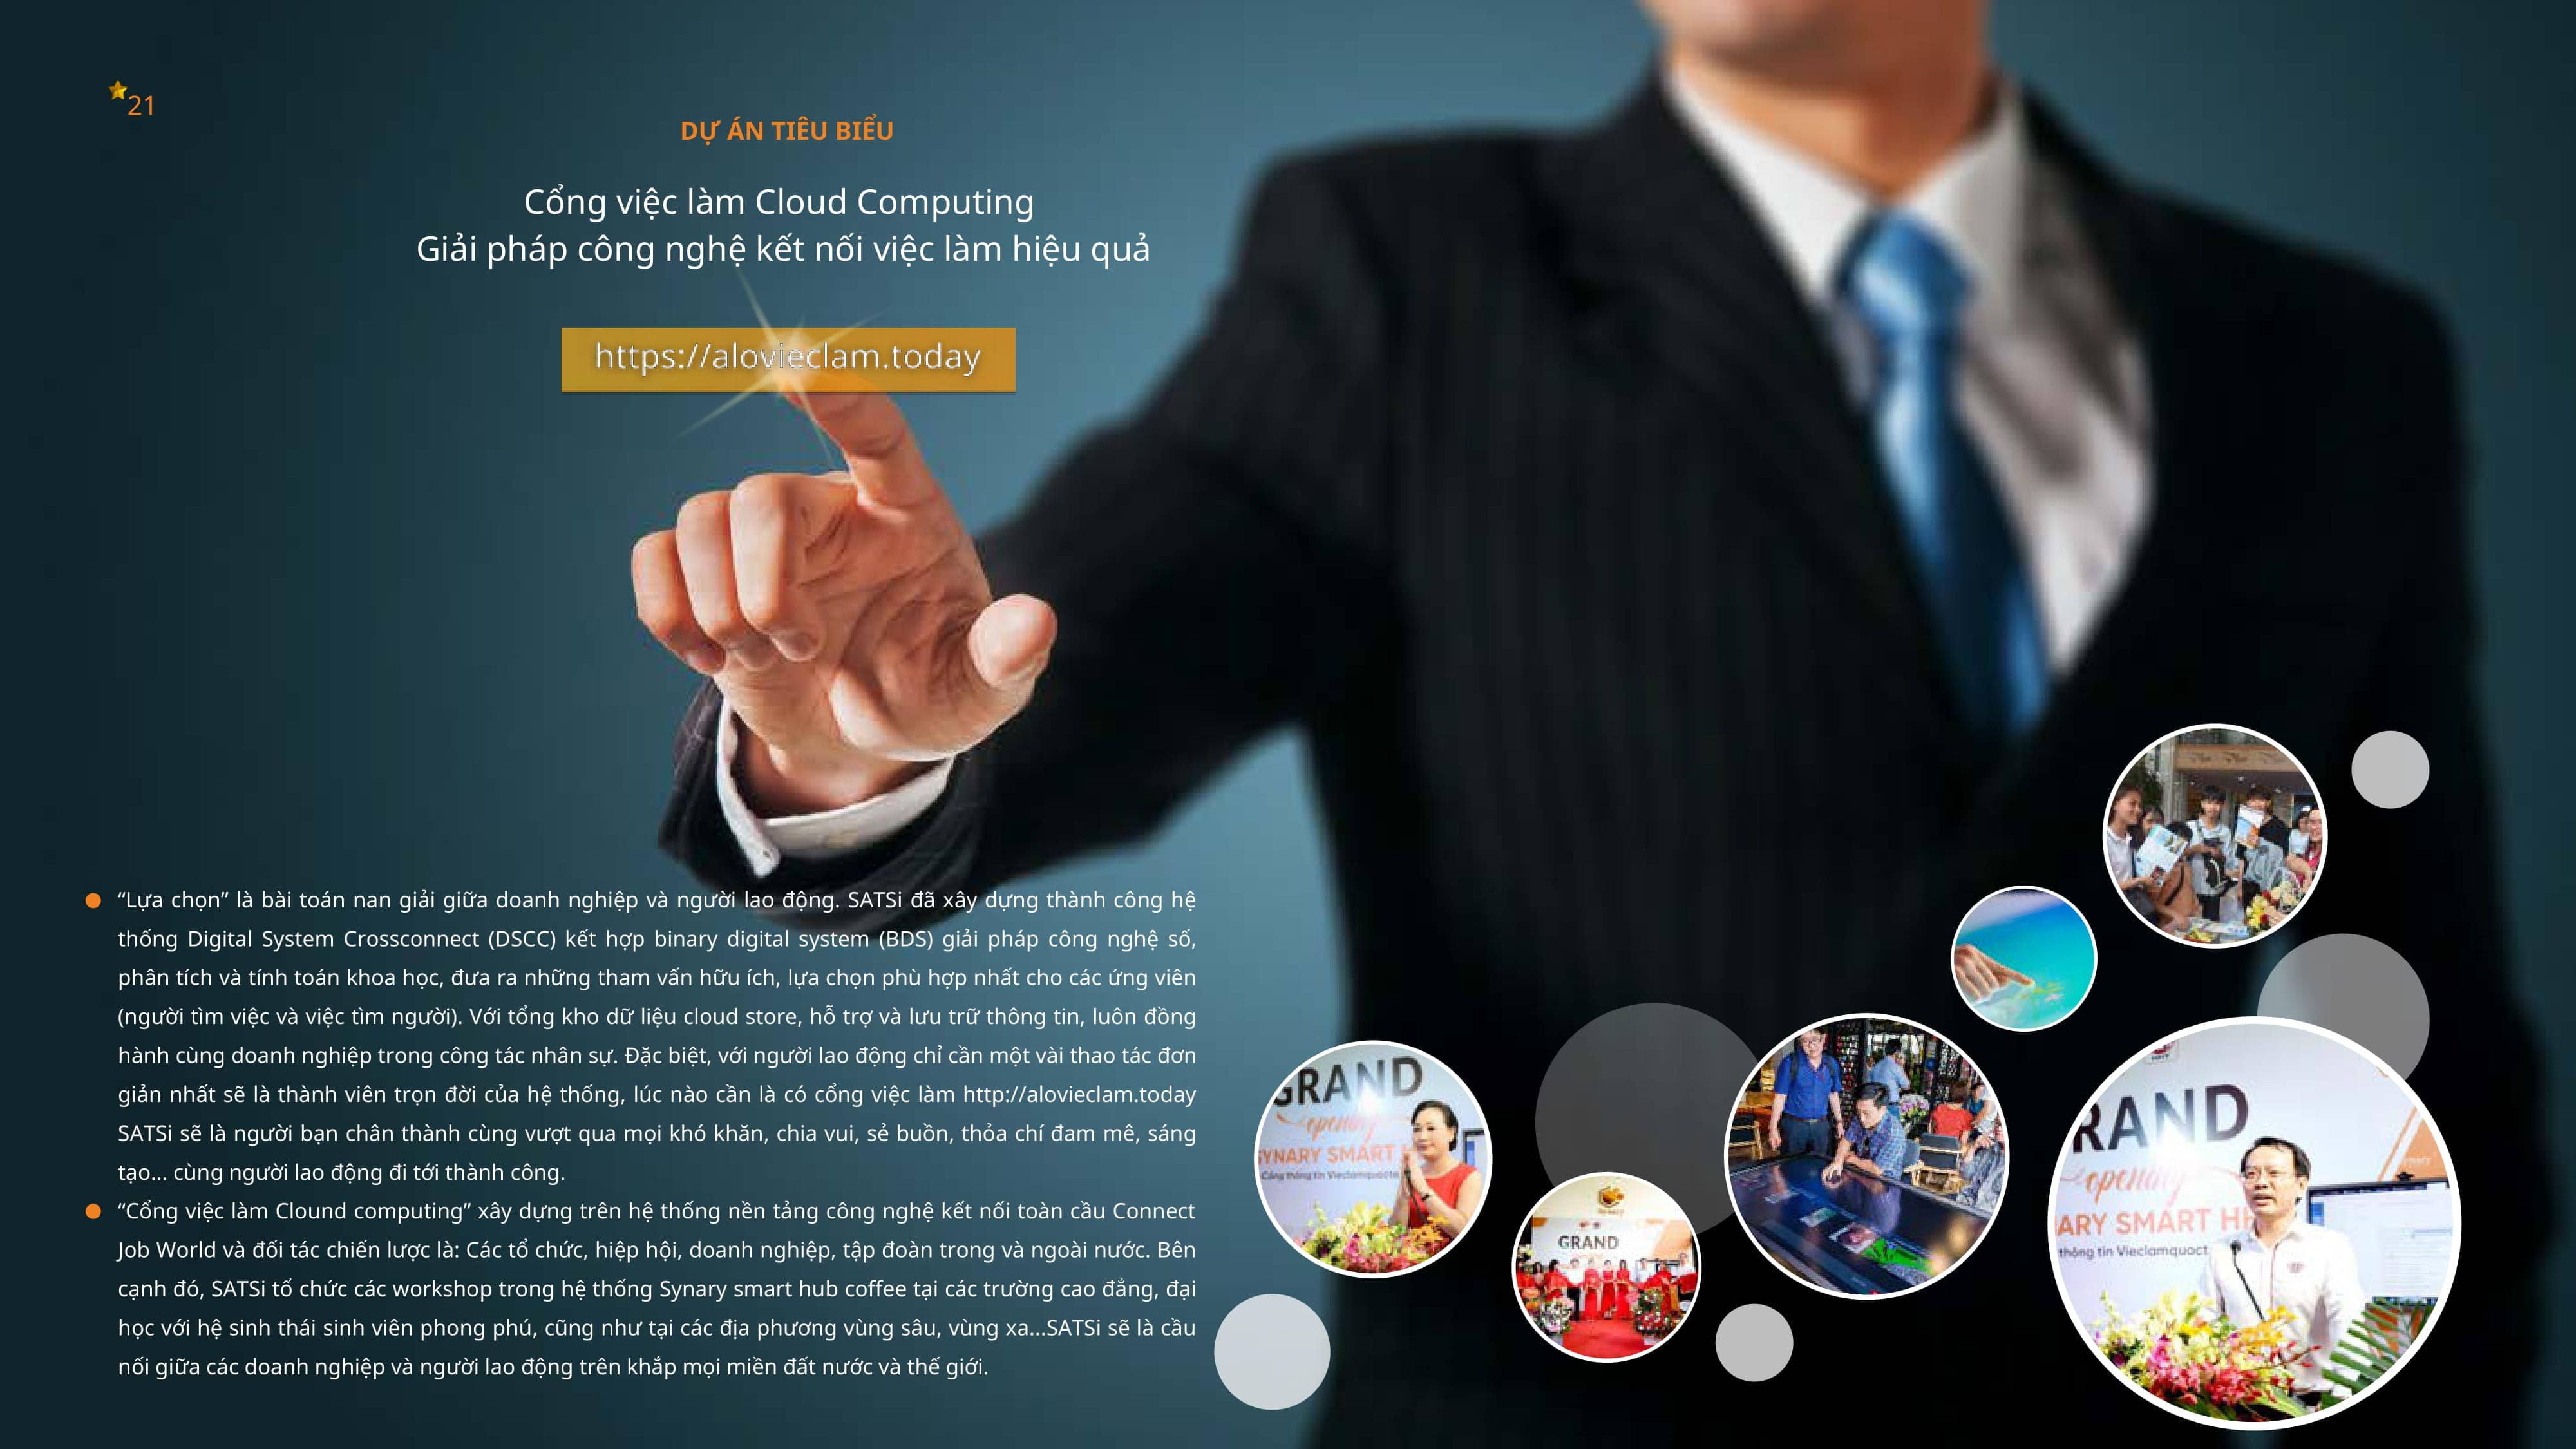 21
DỰ ÁN TIÊU BIỂU
Cổng việc làm Cloud Computing
Giải pháp công nghệ kết nối việc làm hiệu quả
https://alovieclam.today
“Lựa chọn” là bài toán nan giải giữa doanh nghiệp và người lao động. SATSi đã xây dựng thành công hệ
thống Digital System Crossconnect (DSCC) kết hợp binary digital system (BDS) giải pháp công nghệ số,
phân tích và tính toán khoa học, đưa ra những tham vấn hữu ích, lựa chọn phù hợp nhất cho các ứng viên
(người tìm việc và việc tìm người). Với tổng kho dữ liệu cloud store, hỗ trợ và lưu trữ thông tin, luôn đồng
hành cùng doanh nghiệp trong công tác nhân sự. Đặc biệt, với người lao động chỉ cần một vài thao tác đơn
giản nhất sẽ là thành viên trọn đời của hệ thống, lúc nào cần là có cổng việc làm http://alovieclam.today
SATSi sẽ là người bạn chân thành cùng vượt qua mọi khó khăn, chia vui, sẻ buồn, thỏa chí đam mê, sáng
tạo... cùng người lao động đi tới thành công.
“Cổng việc làm Clound computing” xây dựng trên hệ thống nền tảng công nghệ kết nối toàn cầu Connect
Job World và đối tác chiến lược là: Các tổ chức, hiệp hội, doanh nghiệp, tập đoàn trong và ngoài nước. Bên
cạnh đó, SATSi tổ chức các workshop trong hệ thống Synary smart hub coffee tại các trường cao đẳng, đại
học với hệ sinh thái sinh viên phong phú, cũng như tại các địa phương vùng sâu, vùng xa...SATSi sẽ là cầu
nối giữa các doanh nghiệp và người lao động trên khắp mọi miền đất nước và thế giới.
GRAND
opening
SYNARY SMART H
Cổng thông tin Vieclamquocte
GRAND
RAND
opening
ARY SMART H
thông tin Vieclamquoct